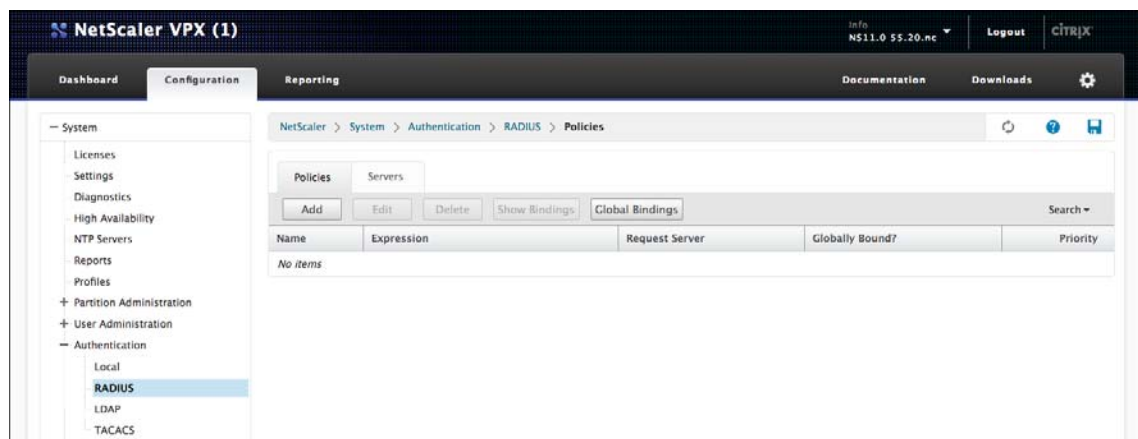 NetScaler VPX (1)
Info
NS11.0 55.20.nc
Logout
CITRIX
Dashboard
Configuration
Reporting
Documentation
Downloads
System
NetScaler > System > Authentication > RADIUS > Policies
Licenses
Settings
Diagnostics
High Availability
NTP Servers
Reports
Profiles
+ Partition Administration
+ User Administration
Authentication
Local
RADIUS
LDAP
TACACS
Policies
Servers
Add
Edit
Delete
Show Bindings
Global Bindings
Search
Name
Expression
Request Server
Globally Bound?
Priority
No items